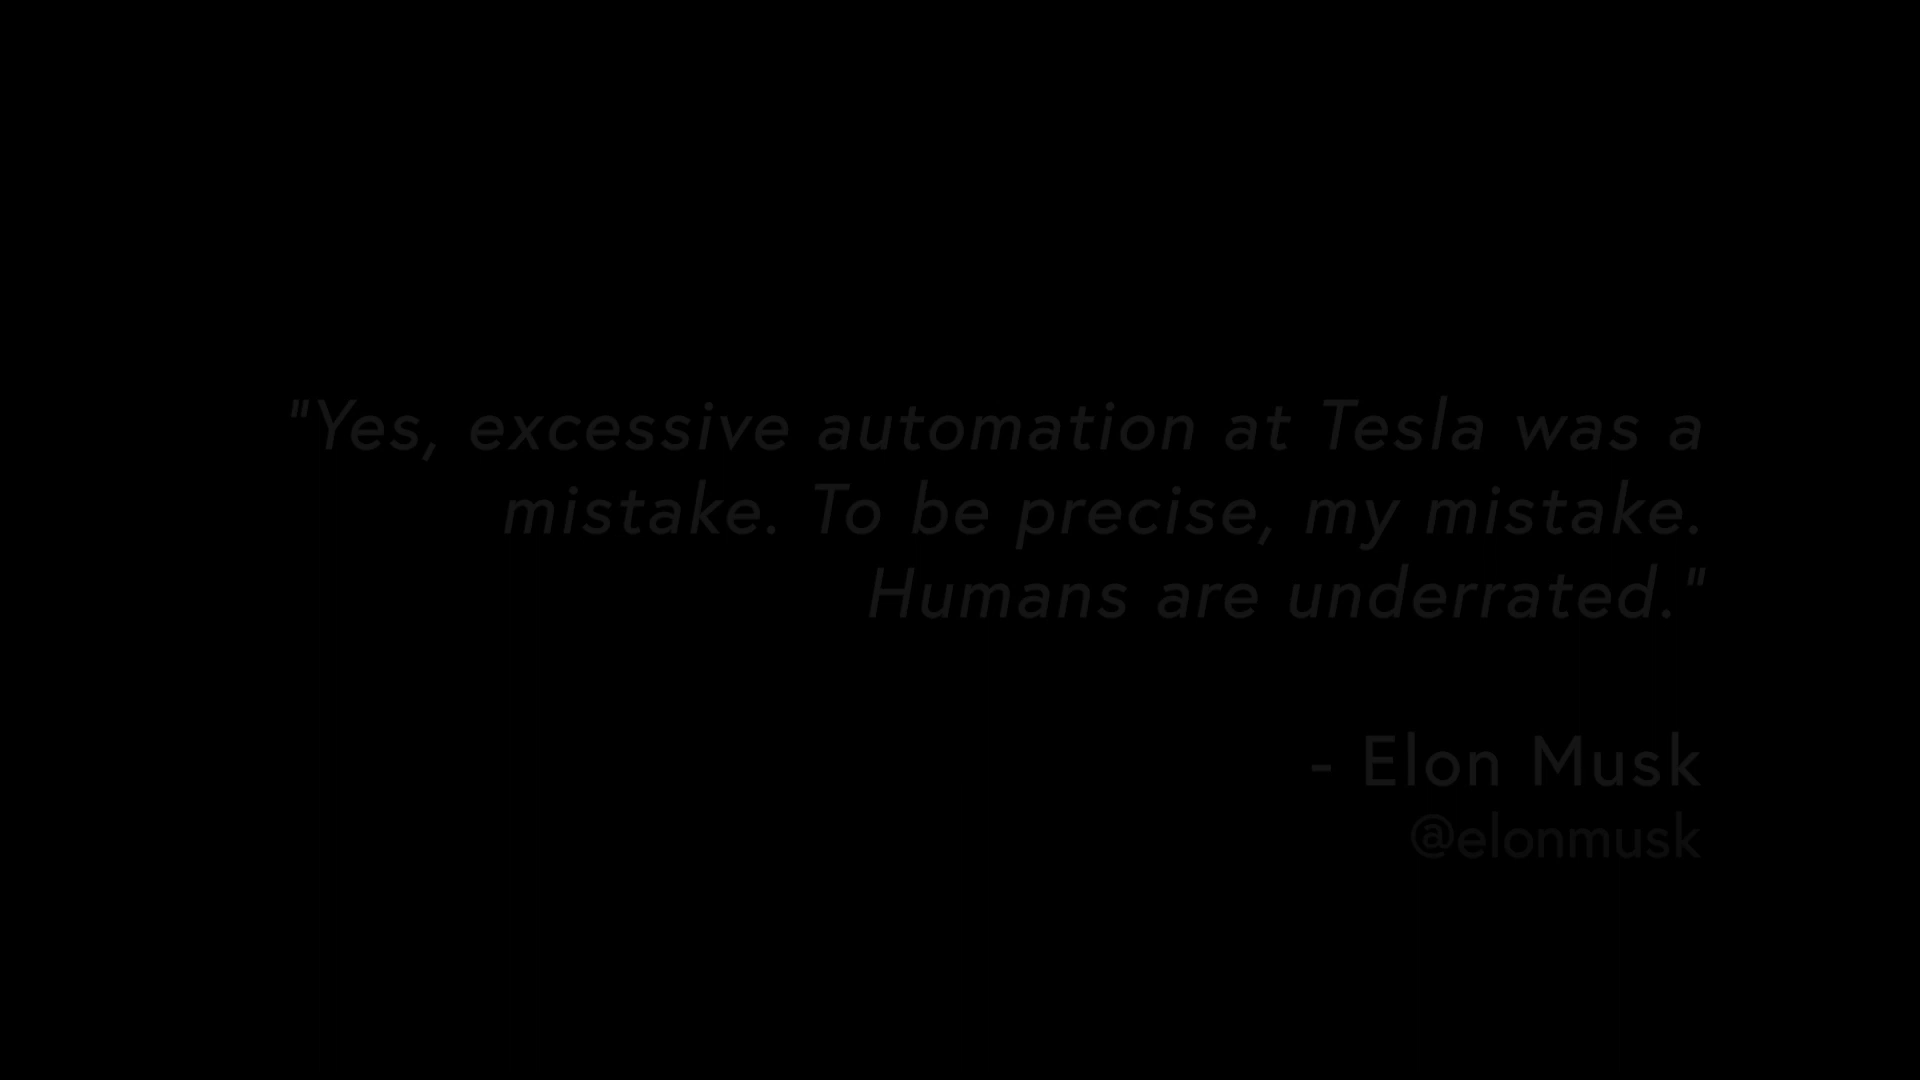 "Yes, excessive automation at Tesla was a
mistake. To be precise, my mistake.
Humans are underrated."
- Elon Musk
@elonmusk